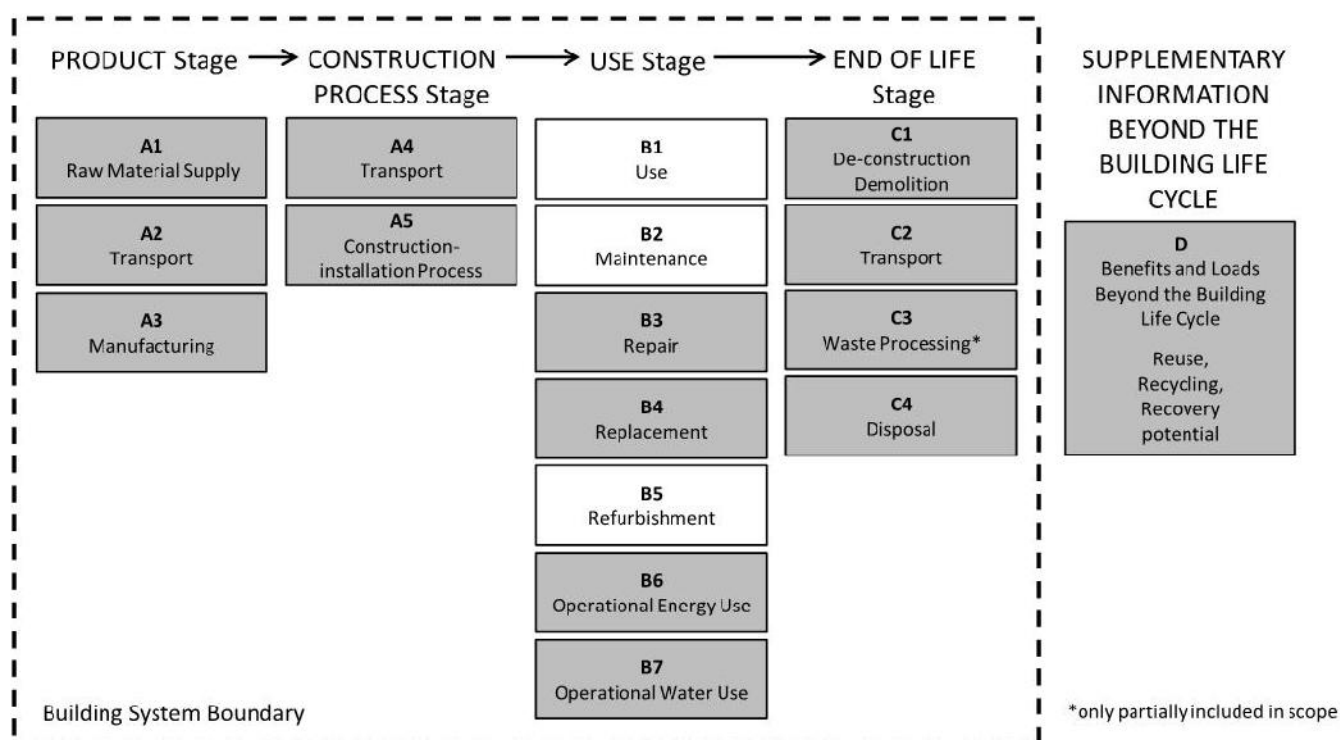 PRODUCT Stage
CONSTRUCTION
PROCESS Stage
USE Stage
END OF LIFE
Stage
SUPPLEMENTARY
INFORMATION
BEYOND THE
BUILDING LIFE
CYCLE
A1
Raw Material Supply
A2
Transport
A3
Manufacturing
A4
Transport
A5
Construction-
installation Process
B1
Use
B2
Maintenance
B3
Repair
B4
Replacement
B5
Refurbishment
B6
Operational Energy Use
B7
Operational Water Use
C1
De-construction
Demolition
C2
Transport
C3
Waste Processing*
C4
Disposal
D
Benefits and Loads
Beyond the Building
Life Cycle
Reuse,
Recycling,
Recovery
potential
Building System Boundary
*only partially included in scope